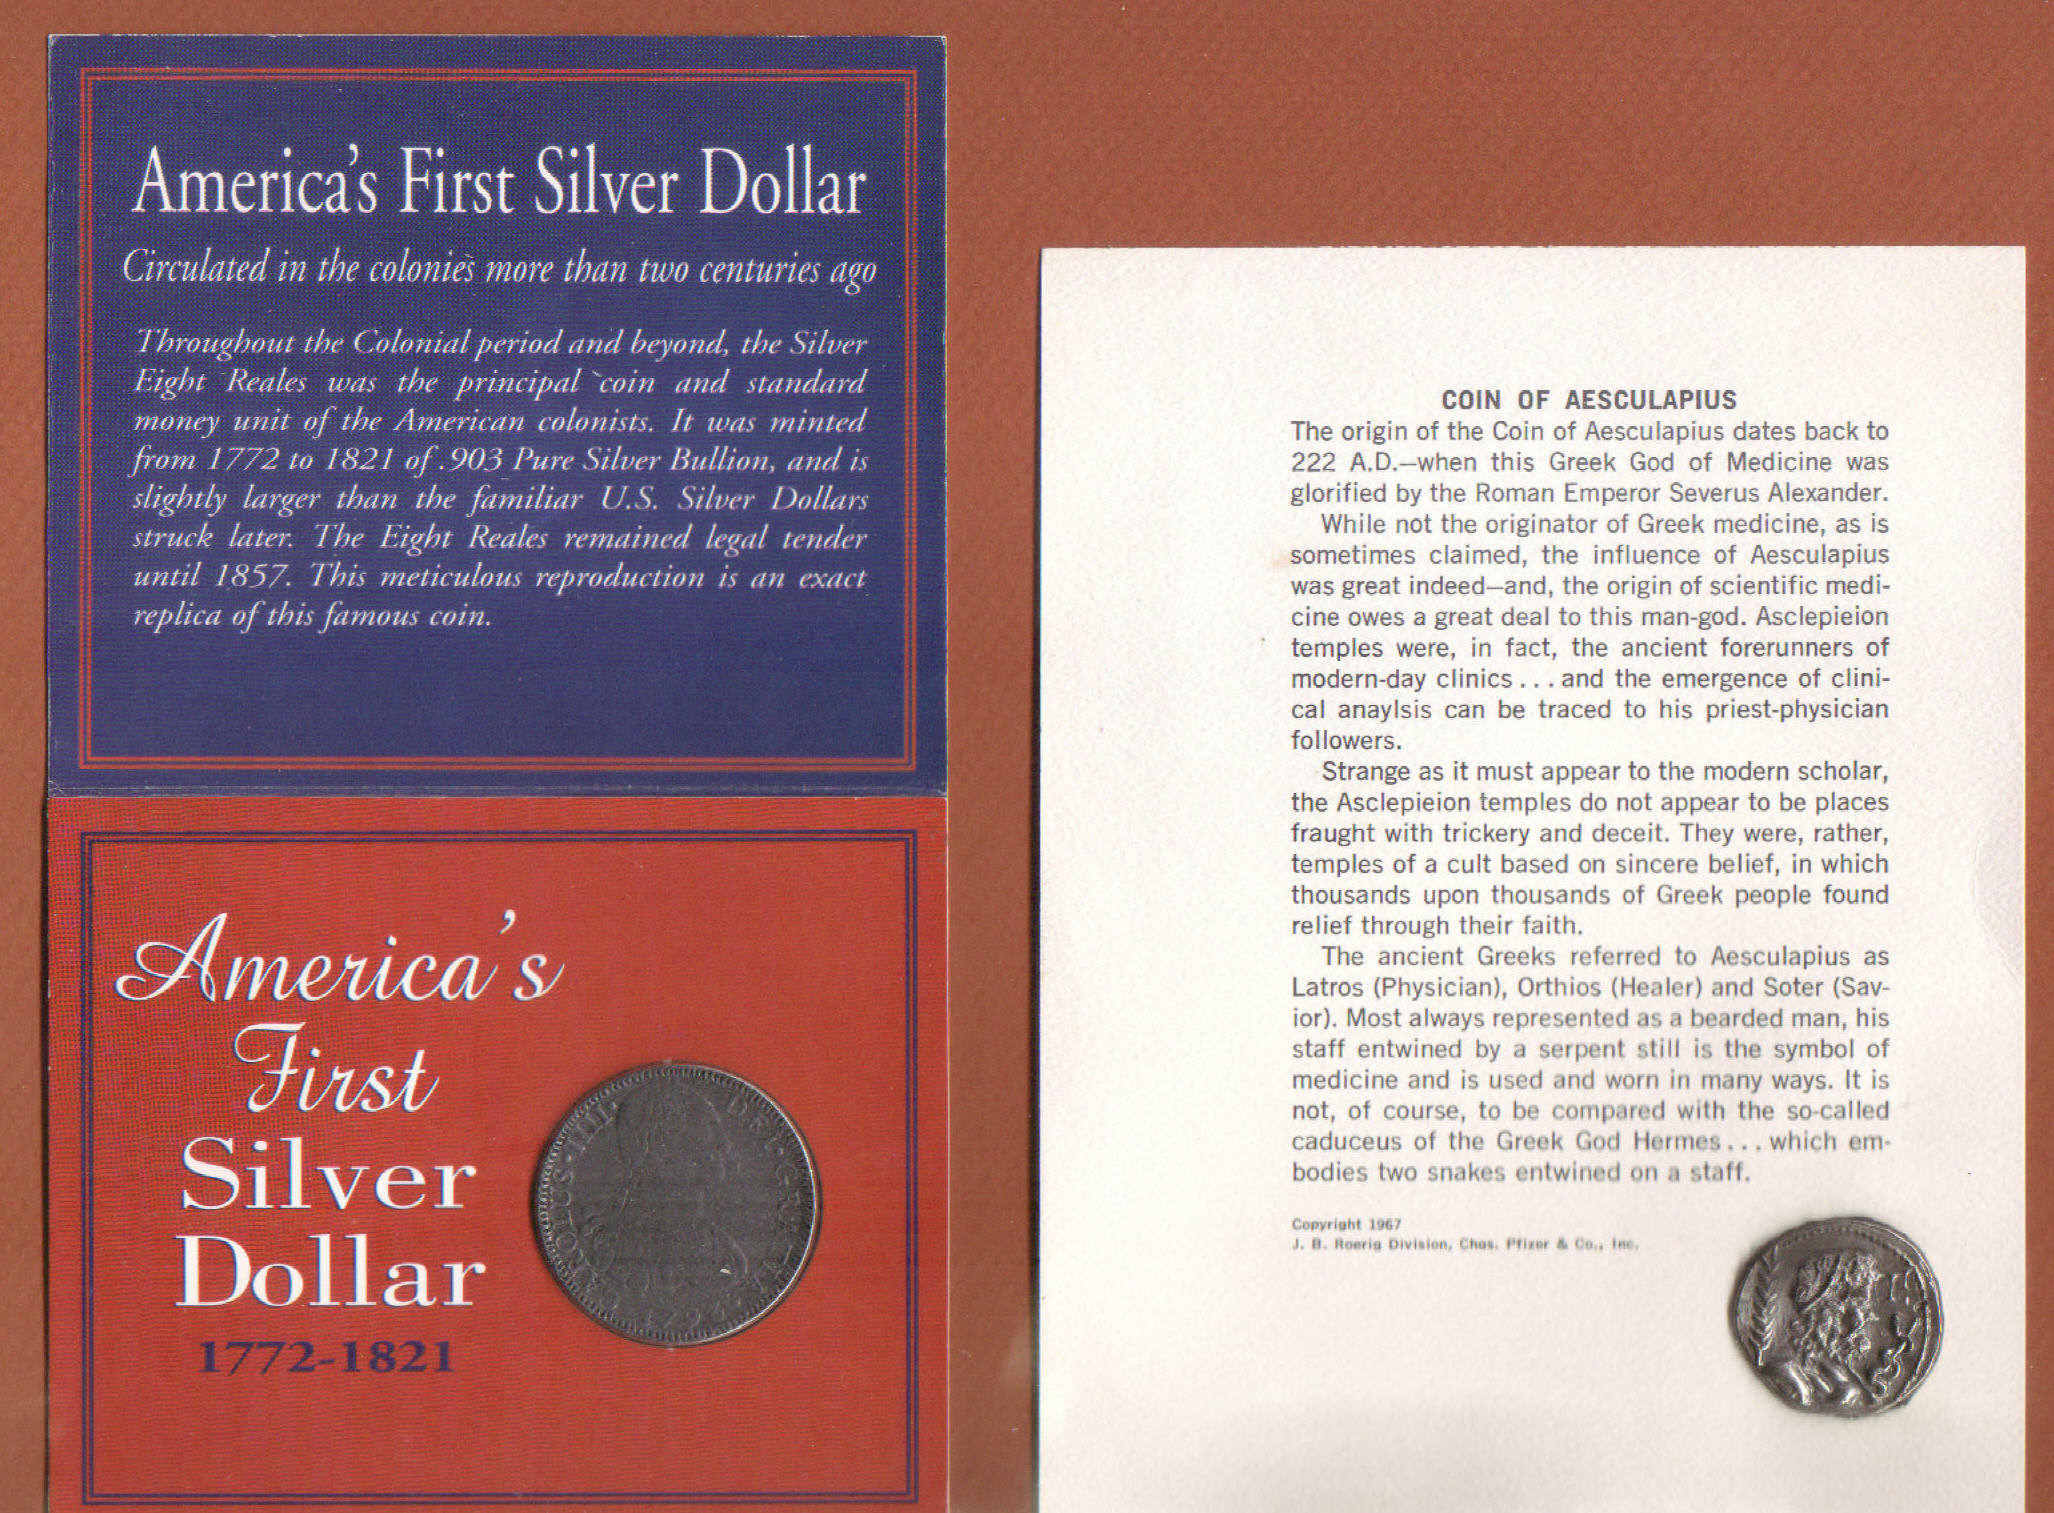 America's First Silver Dollar
Circulated in the colonies more than two centuries ago
Throughout the Colonial period and beyond, the Silver
Eight Reales was the principal coin and standard
money unit of the American colonists. It was minted
from 1772 to 1821 of .903 Pure Silver Bullion, and is
slightly larger than the familiar U.S. Silver Dollars
struck later. The Eight Reales remained legal tender
until 1857. This meticulous reproduction is an exact
replica of this famous coin.
America's
First
Silver
Dollar
1772-1821
CAROLUS·IIII· DEI·G
COIN OF AESCULAPIUS
The origin of the Coin of Aesculapius dates back to
222 A.D.—when this Greek God of Medicine was
glorified by the Roman Emperor Severus Alexander.
While not the originator of Greek medicine, as is
sometimes claimed, the influence of Aesculapius
was great indeed—and, the origin of scientific medi-
cine owes a great deal to this man-god. Asclepieion
temples were, in fact, the ancient forerunners of
modern-day clinics . . . and the emergence of clini-
cal anaylsis can be traced to his priest-physician
followers.
Strange as it must appear to the modern scholar,
the Asclepieion temples do not appear to be places
fraught with trickery and deceit. They were, rather,
temples of a cult based on sincere belief, in which
thousands upon thousands of Greek people found
relief through their faith.
The ancient Greeks referred to Aesculapius as
Latros (Physician), Orthios (Healer) and Soter (Sav-
ior). Most always represented as a bearded man, his
staff entwined by a serpent still is the symbol of
medicine and is used and worn in many ways. It is
not, of course, to be compared with the so-called
caduceus of the Greek God Hermes . . . which em-
bodies two snakes entwined on a staff.
Copyright 1967
J. B. Roerig Division, Chas. Pfizer & Co., Inc.